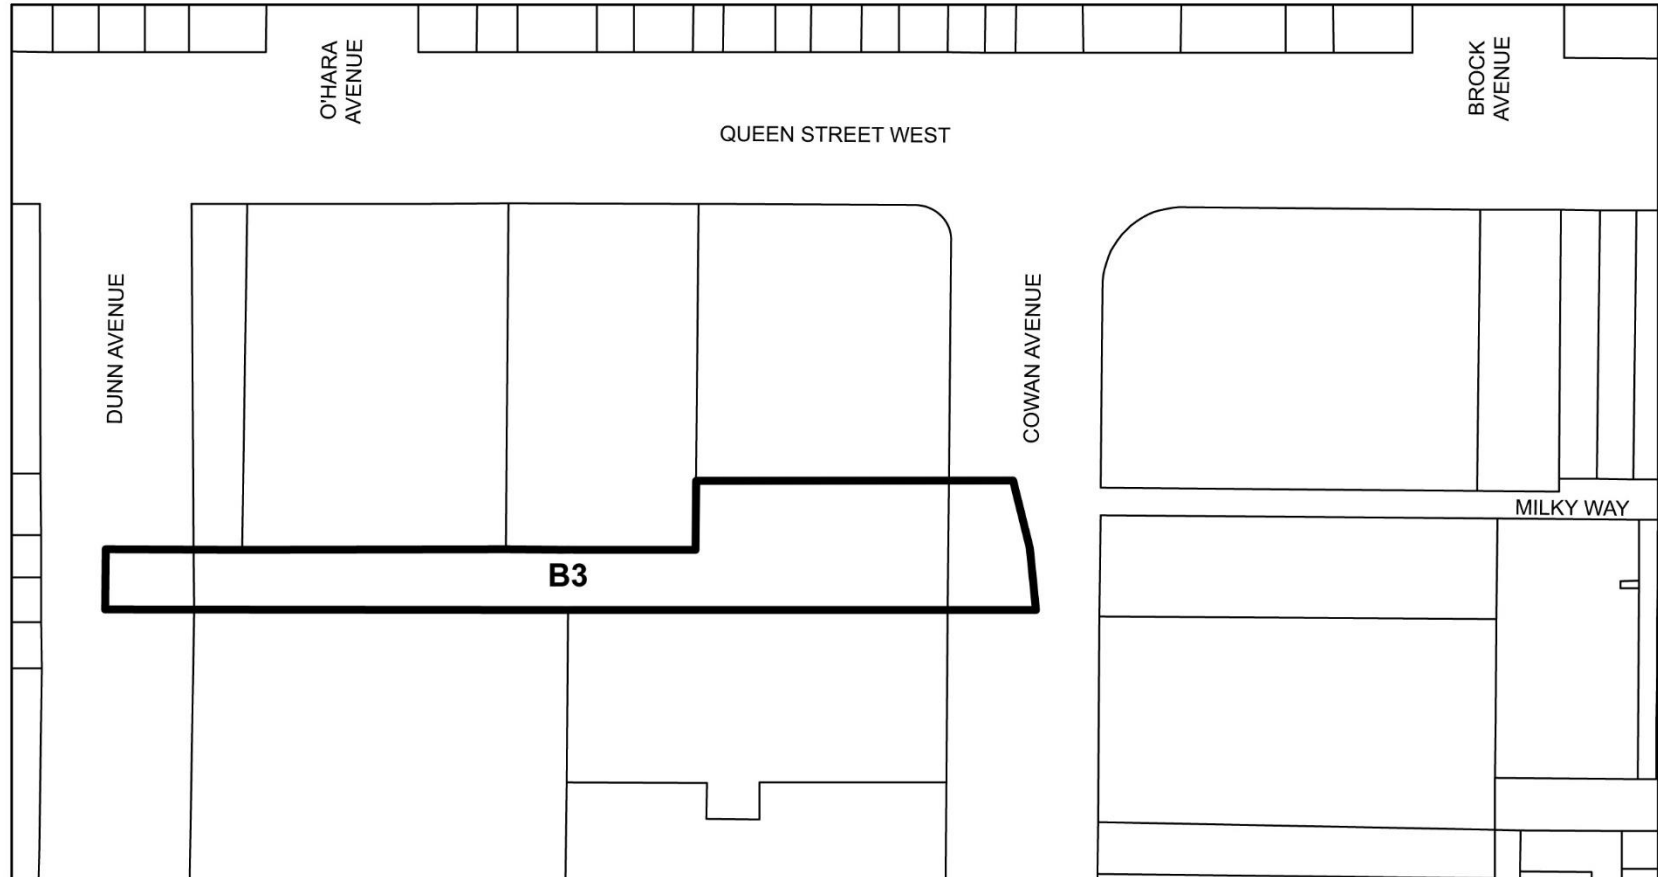 O'HARA
AVENUE
BROCK
AVENUE
QUEEN STREET WEST
DUNN AVENUE
COWAN AVENUE
MILKY WAY
B3